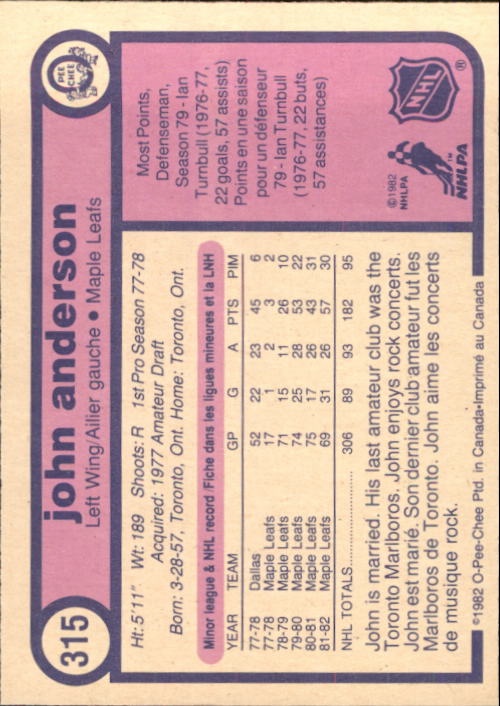 315
john anderson
Left Wing/Ailier gauche • Maple Leafs
O PEE CHEE
Ht: 5'11" Wt: 189 Shoots: R 1st Pro Season 77-78
Acquired: 1977 Amateur Draft
Born: 3-28-57, Toronto, Ont. Home: Toronto, Ont.
Minor league & NHL record /Fiche dans les ligues mineures et la LNH
YEAR TEAM GP G A PTS PIM
77-78 Dallas 52 22 23 45 6
77-78 Maple Leafs 17 1 2 3 2
78-79 Maple Leafs 71 15 11 26 10
79-80 Maple Leafs 74 25 28 53 22
80-81 Maple Leafs 75 17 26 43 31
81-82 Maple Leafs 69 31 26 57 30
NHL TOTALS.................... 306 89 93 182 95
John is married. His last amateur club was the
Toronto Marlboros. John enjoys rock concerts.
John est marié. Son dernier club amateur fut les
Marlboros de Toronto. John aime les concerts
de musique rock.
Most Points,
Defenseman,
Season 79 - Ian
Turnbull (1976-77,
22 goals, 57 assists)
Points en une saison
pour un défenseur
79 - Ian Turnbull
(1976-77, 22 buts,
57 assistances)
©1982
NHLPA
NHLPA™
NHL ®
©1982 O-Pee-Chee Ptd. in Canada-Imprimé au Canada